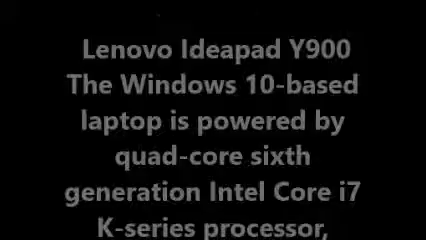 Lenovo Ideapad Y900
The Windows 10-based
laptop is powered by
quad-core sixth
generation Intel Core i7
K-series processor,